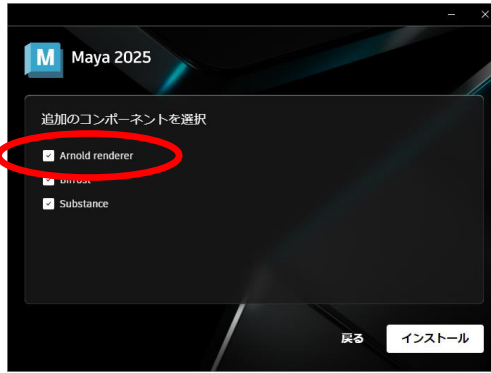 M Maya 2025
追加のコンポーネントを選択
Arnold renderer
Bifrost
Substance
戻る インストール